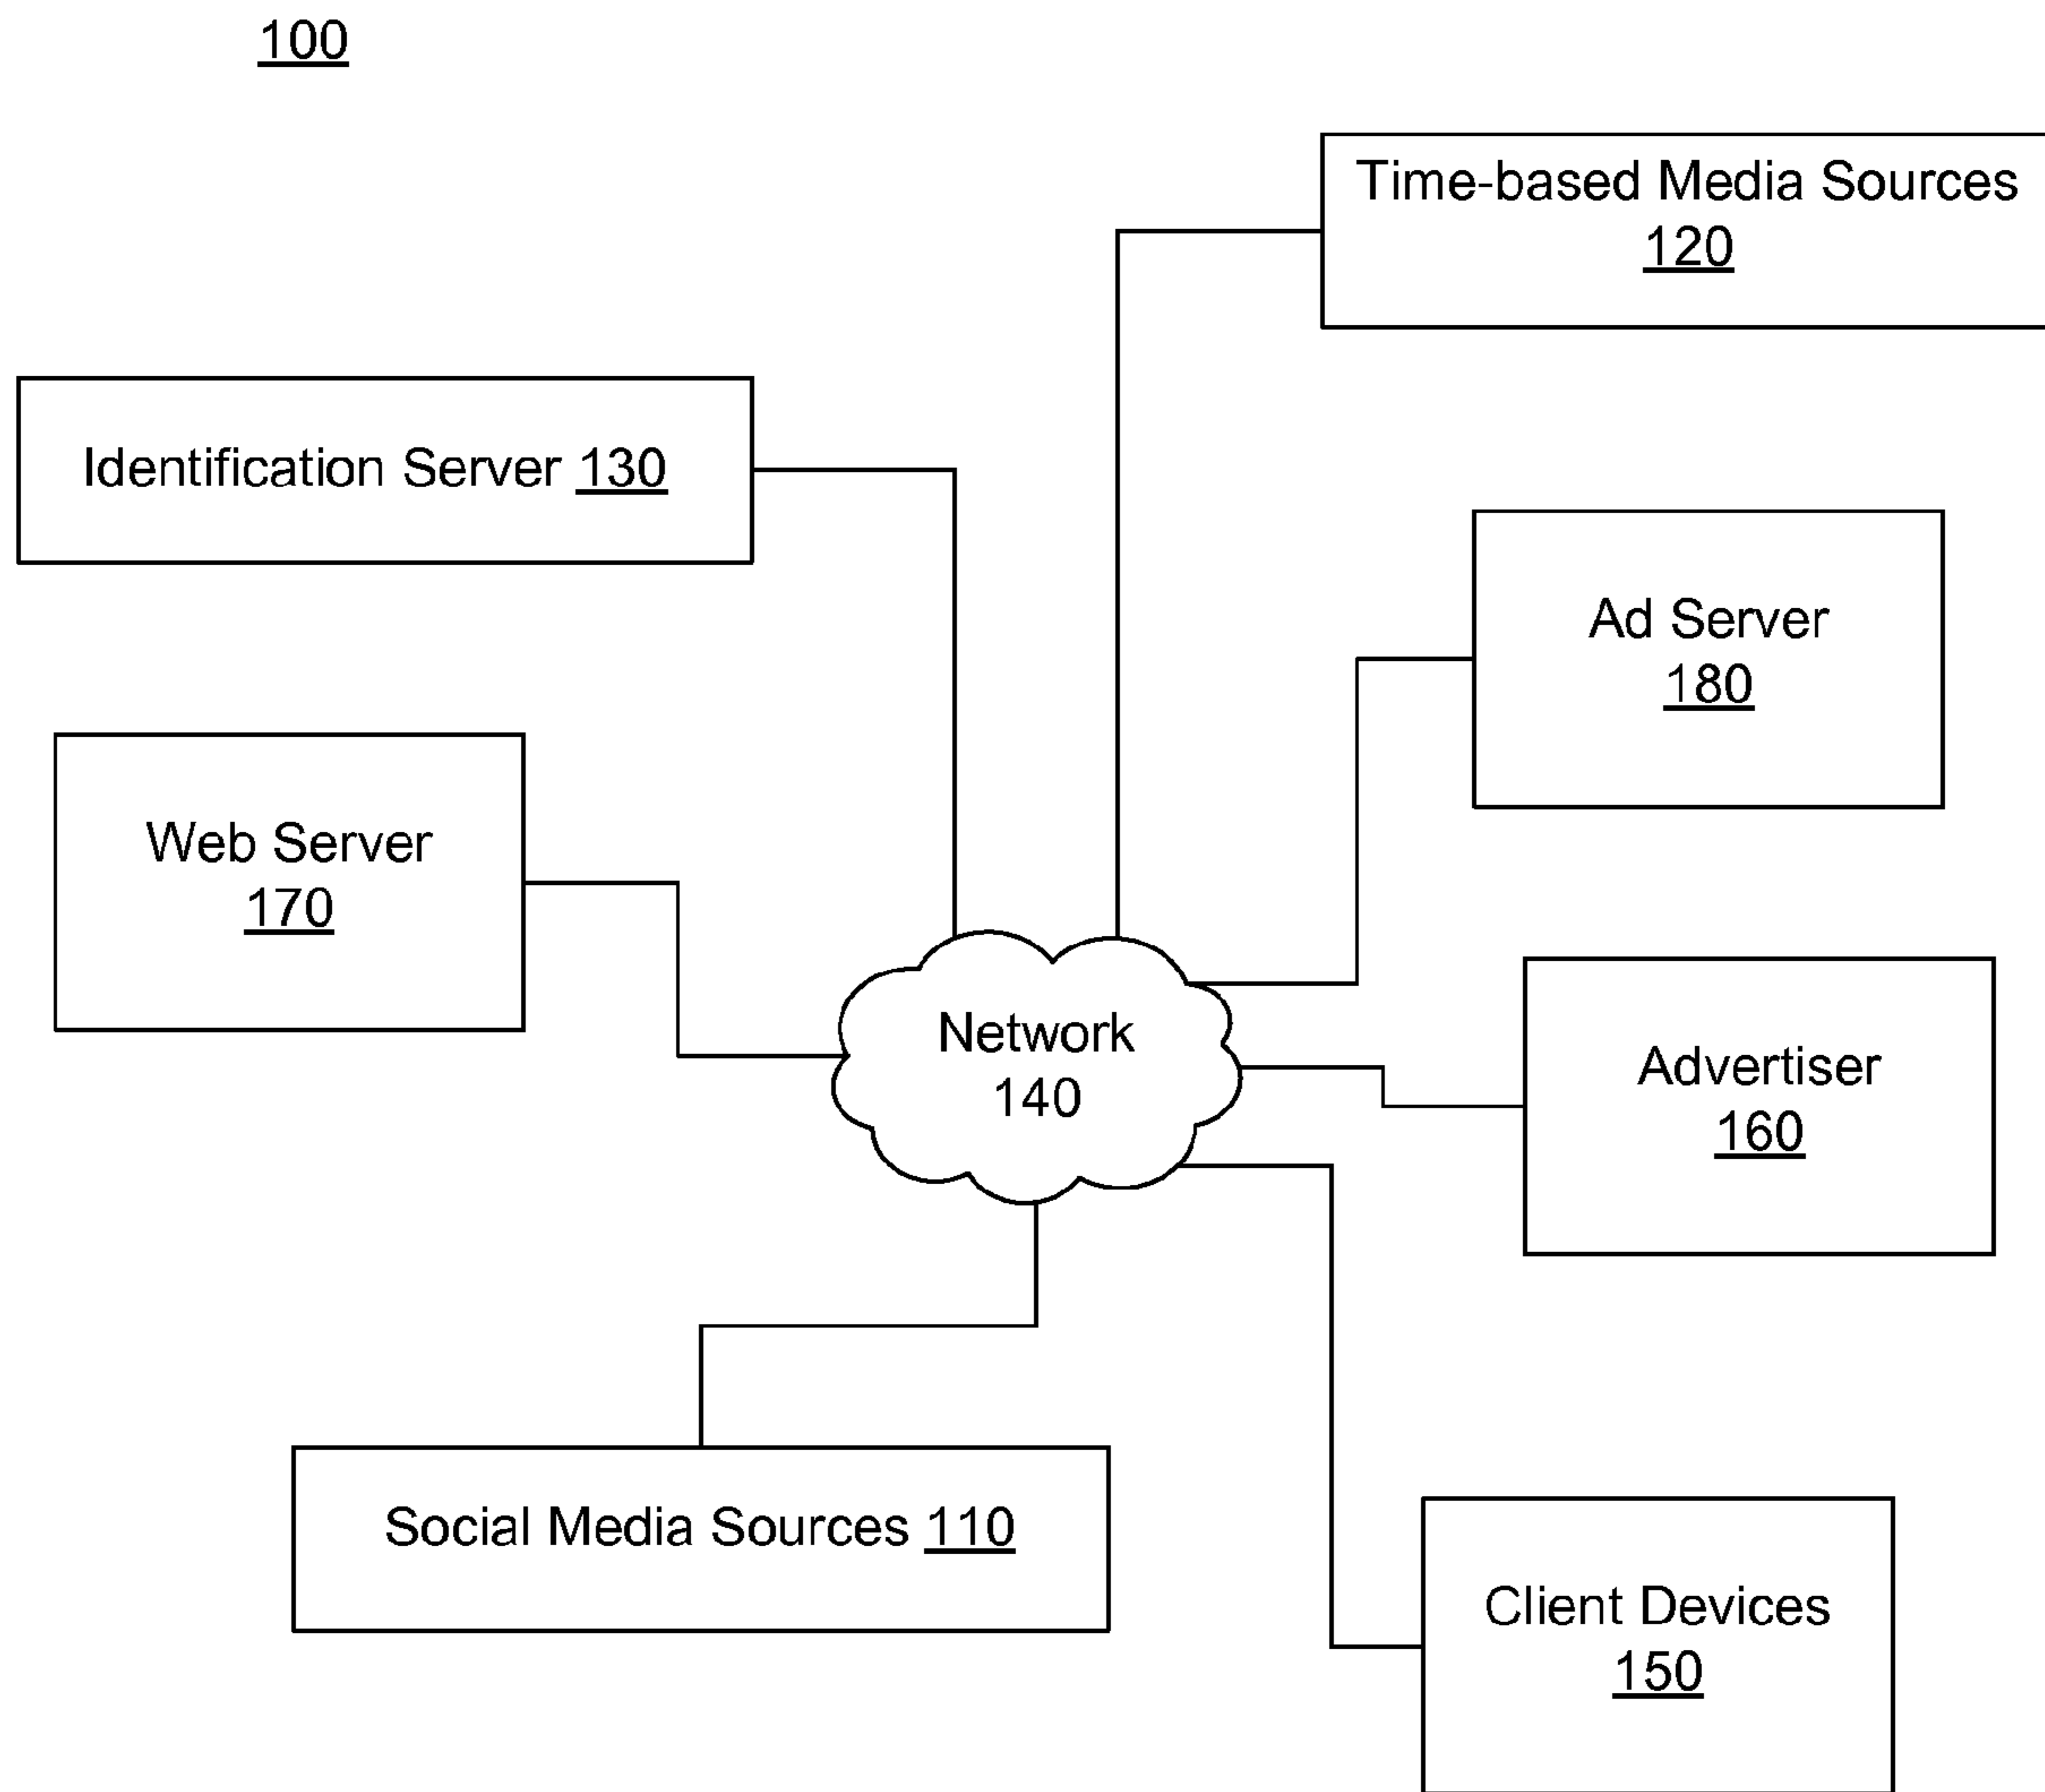 100
Time-based Media Sources
120
Identification Server 130
Ad Server
180
Web Server
170
Network
140
Advertiser
160
Social Media Sources 110
Client Devices
150